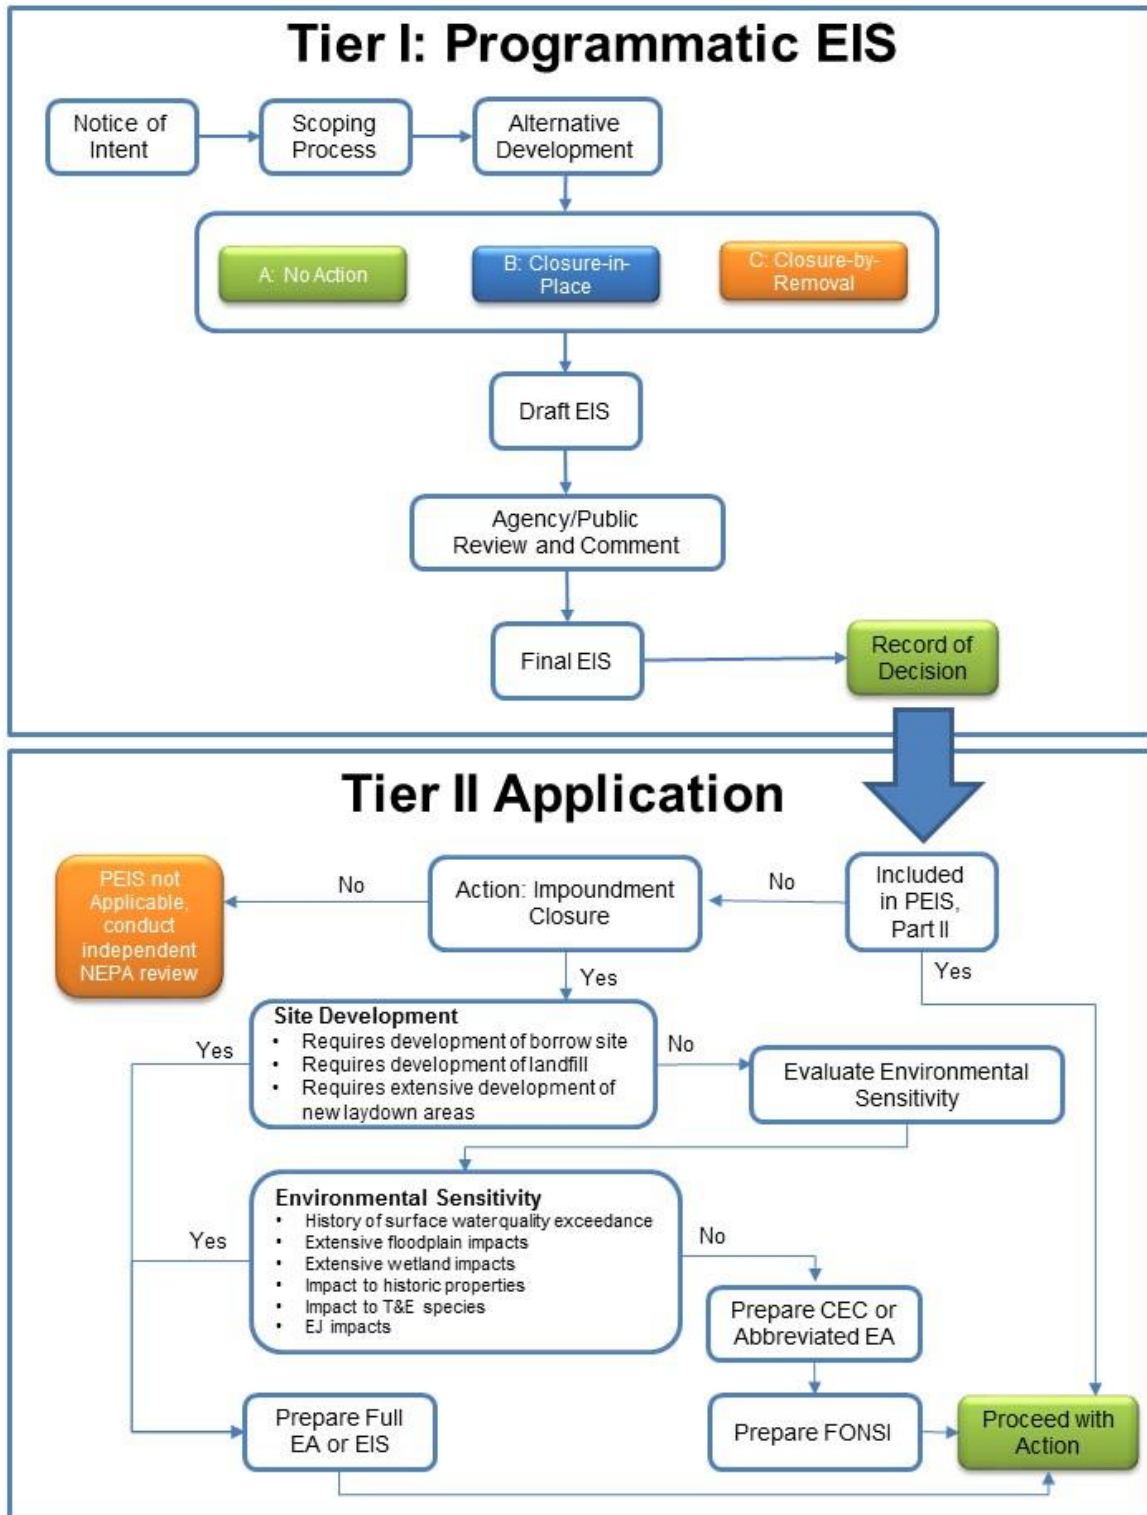 Tier I: Programmatic EIS
Notice of
Intent
Scoping
Process
Alternative
Development
A: No Action
B: Closure-in-
Place
C: Closure-by-
Removal
Draft EIS
Agency/Public
Review and Comment
Final EIS
Record of
Decision
Tier II Application
PEIS not
Applicable,
conduct
independent
NEPA review
No
Action: Impoundment
Closure
No
Included
in PEIS,
Part II
Yes
Yes
Site Development
• Requires development of borrow site
• Requires development of landfill
• Requires extensive development of
new laydown areas
Yes
No
Evaluate Environmental
Sensitivity
Environmental Sensitivity
• History of surface water quality exceedance
• Extensive floodplain impacts
• Extensive wetland impacts
• Impact to historic properties
• Impact to T&E species
• EJ impacts
Yes
No
Prepare CEC or
Abbreviated EA
Prepare Full
EA or EIS
Prepare FONSI
Proceed with
Action